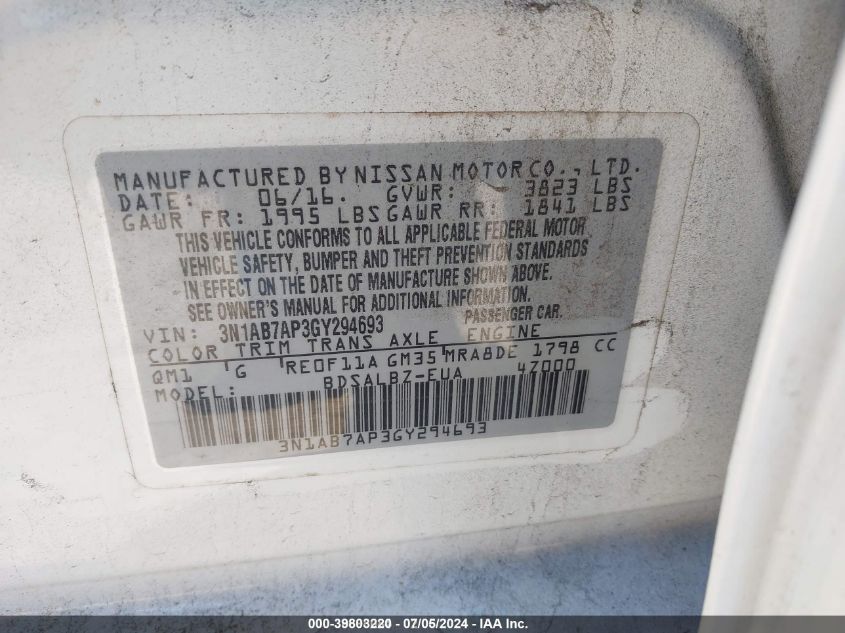 MANUFACTURED BY NISSAN MOTOR CO., LTD.
DATE: 06/16. GVWR: 3823 LBS
GAWR FR: 1995 LBS GAWR RR: 1841 LBS
THIS VEHICLE CONFORMS TO ALL APPLICABLE FEDERAL MOTOR
VEHICLE SAFETY, BUMPER AND THEFT PREVENTION STANDARDS
IN EFFECT ON THE DATE OF MANUFACTURE SHOWN ABOVE.
SEE OWNER'S MANUAL FOR ADDITIONAL INFORMATION.
PASSENGER CAR.
VIN: 3N1AB7AP3GY294693
COLOR TRIM TRANS AXLE ENGINE
QM1 G RE0F11A GM35 MRA8DE 1798 CC
MODEL: BDSALBZ-EUA 47000
3N1AB7AP3GY294693
000-39803220 - 07/05/2024 - IAA, Inc.